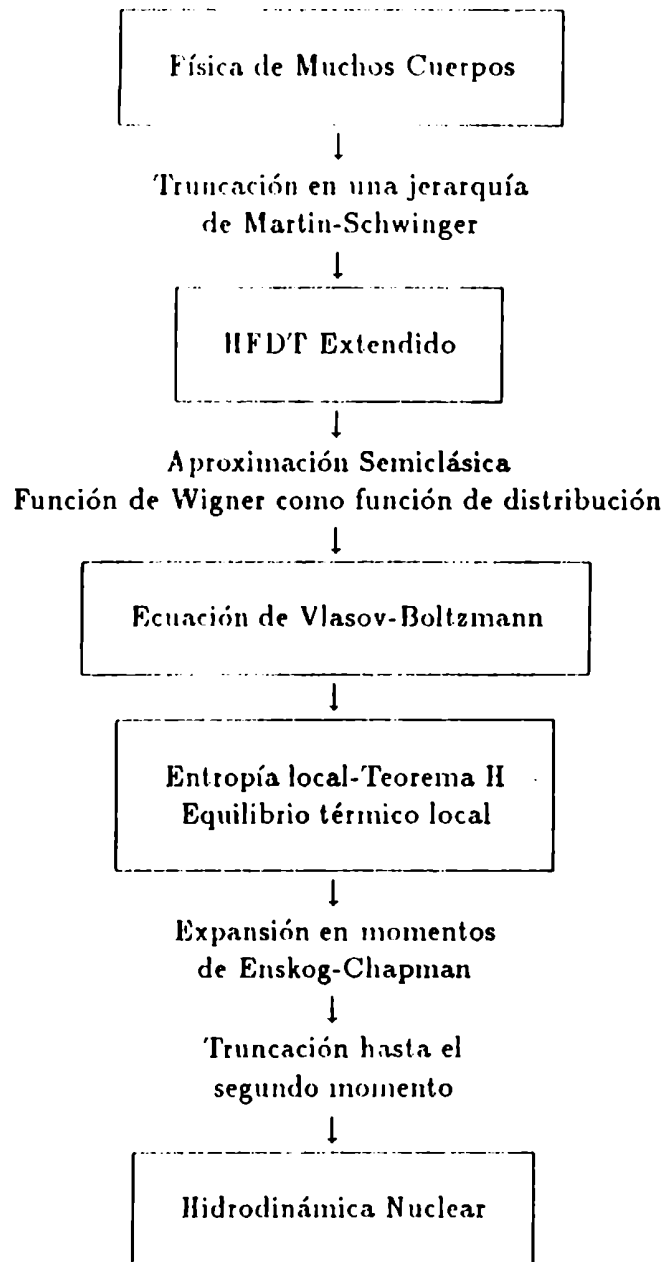 Física de Muchos Cuerpos
↓
Truncación en una jerarquía
de Martin-Schwinger
↓
HFDT Extendido
↓
Aproximación Semiclásica
Función de Wigner como función de distribución
↓
Ecuación de Vlasov-Boltzmann
↓
Entropía local-Teorema H
Equilibrio térmico local
↓
Expansión en momentos
de Enskog-Chapman
↓
Truncación hasta el
segundo momento
↓
Hidrodinámica Nuclear